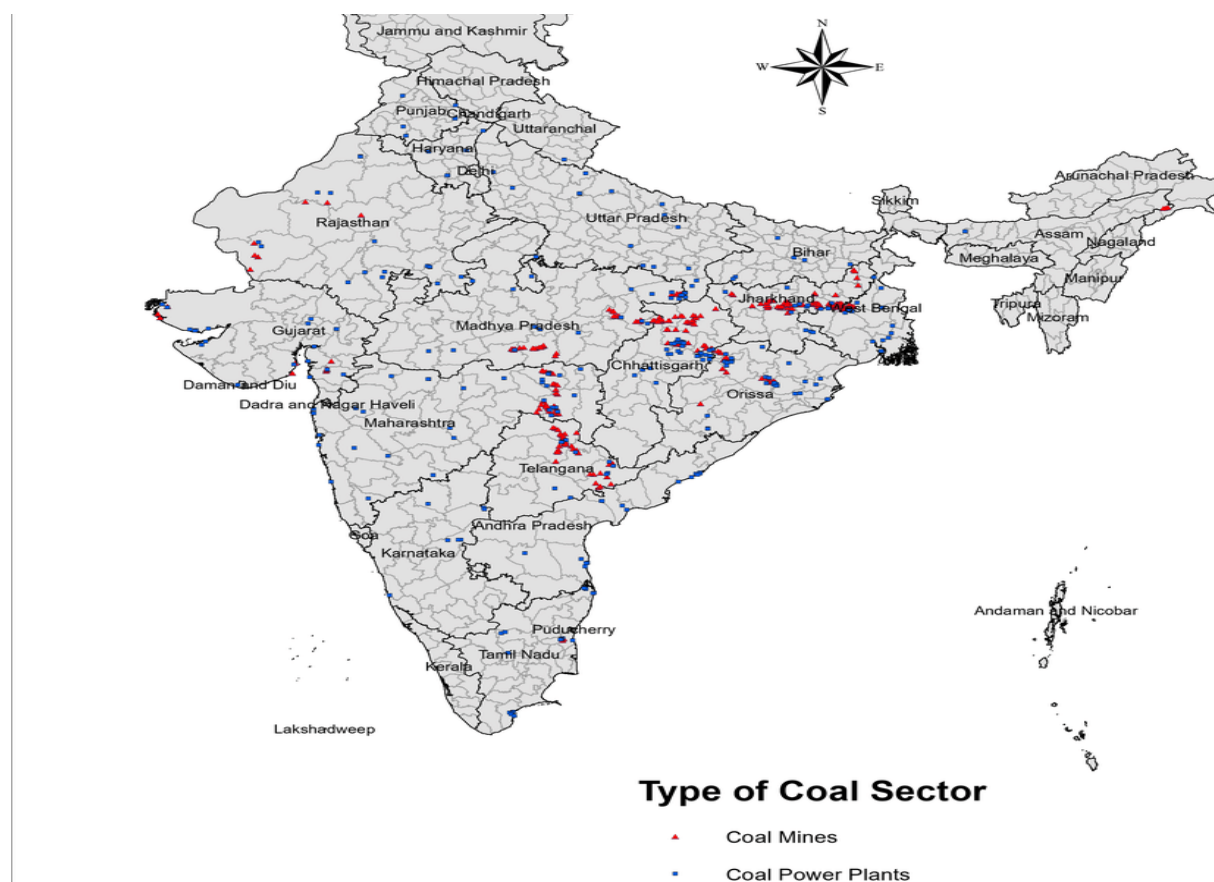 Jammu and Kashmir
N
W
E
S
Himachal Pradesh
Punjab
Chandigarh
Uttaranchal
Haryana
Delhi
Arunachal Pradesh
Sikkim
Rajasthan
Uttar Pradesh
Assam
Nagaland
Bihar
Meghalaya
Manipur
Jharkhand
West Bengal
Tripura
Mizoram
Gujarat
Madhya Pradesh
Chhattisgarh
Daman and Diu
Orissa
Dadra and Nagar Haveli
Maharashtra
Telangana
Andhra Pradesh
Goa
Karnataka
Andaman and Nicobar
Puducherry
Tamil Nadu
Kerala
Lakshadweep
Type of Coal Sector
Coal Mines
Coal Power Plants